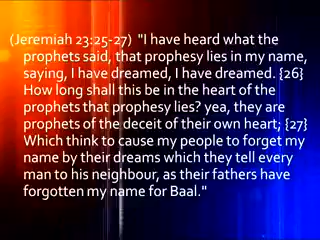 (Jeremiah 23:25-27)  "I have heard what the
prophets said, that prophesy lies in my name,
saying, I have dreamed, I have dreamed. {26}
How long shall this be in the heart of the
prophets that prophesy lies? yea, they are
prophets of the deceit of their own heart; {27}
Which think to cause my people to forget my
name by their dreams which they tell every
man to his neighbour, as their fathers have
forgotten my name for Baal."